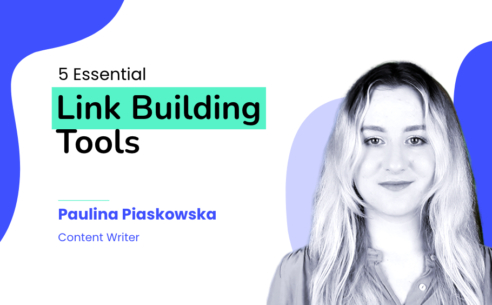 5 Essential
Link Building
Tools
Paulina Piaskowska
Content Writer